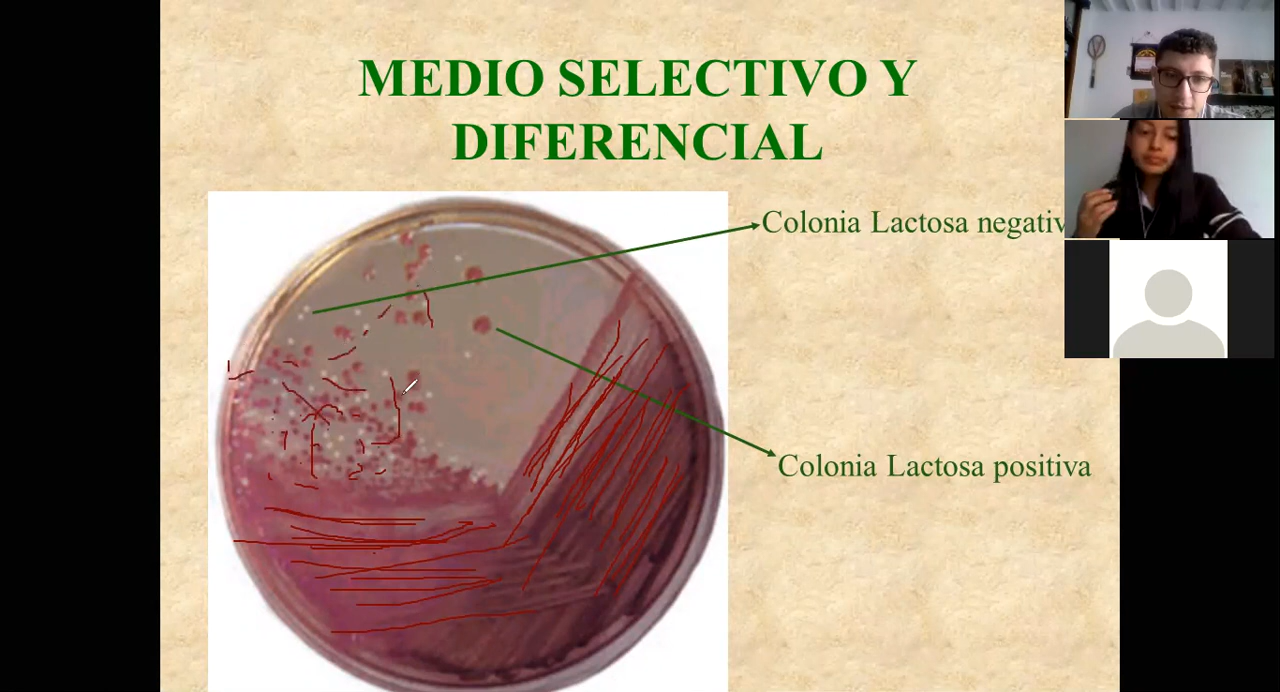 MEDIO SELECTIVO Y
DIFERENCIAL
Colonia Lactosa negativ
Colonia Lactosa positiva